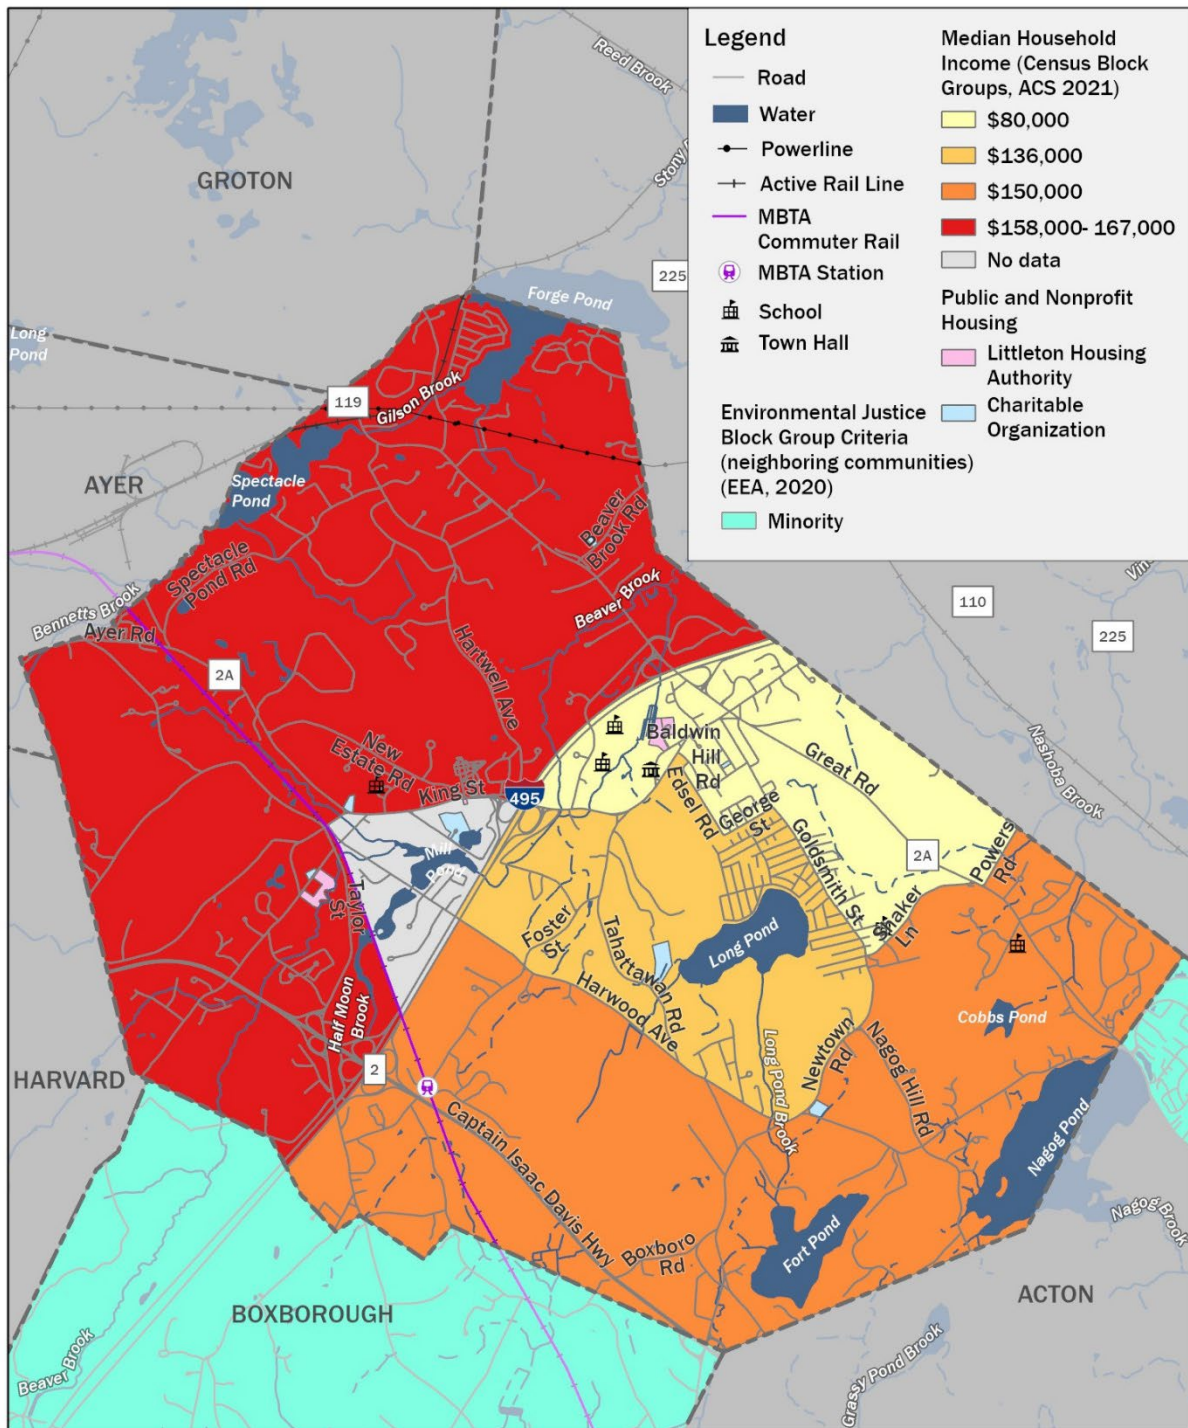 Legend
Road
Water
Powerline
Active Rail Line
MBTA
Commuter Rail
MBTA Station
School
Town Hall
Environmental Justice
Block Group Criteria
(neighboring communities)
(EEA, 2020)
Minority
Median Household
Income (Census Block
Groups, ACS 2021)
$80,000
$136,000
$150,000
$158,000- 167,000
No data
Public and Nonprofit
Housing
Littleton Housing
Authority
Charitable
Organization
Reed Brook
Stony
GROTON
225
Forge Pond
Long
Pond
119
Gilson Brook
AYER
Spectacle
Pond
Beaver
Brook Rd
Spectacle
Pond Rd
Bennetts Brook
Ayer Rd
Beaver Brook
110
225
2A
Hartwell Ave
New
Estate Rd
King St
495
Baldwin
Hill
Rd
Edsel Rd
George
St
Great Rd
Nashoba Brook
Goldsmith St
2A
Powers
Rd
Mill
Pond
Taylor
St
Foster
St
Tahattawan Rd
Long Pond
Shaker
Ln
Harwood Ave
Half Moon
Brook
Cobbs Pond
Newtown
Rd
Nagog Hill Rd
Long Pond Brook
2
HARVARD
Captain Isaac Davis Hwy
Nagog Pond
Nagog Brook
Boxboro
Rd
Fort Pond
BOXBOROUGH
ACTON
Beaver Brook
Grassy Pond Brook